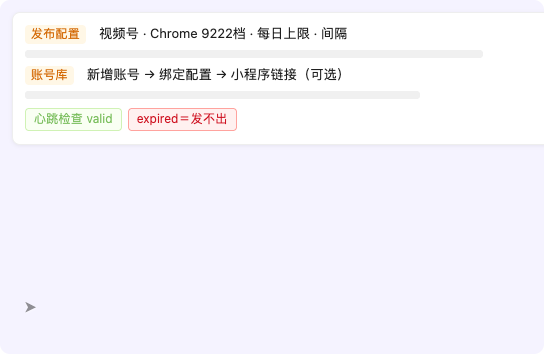 发布配置 视频号 · Chrome 9222档 · 每日上限 · 间隔
账号库 新增账号 → 绑定配置 → 小程序链接（可选）
心跳检查 valid expired＝发不出